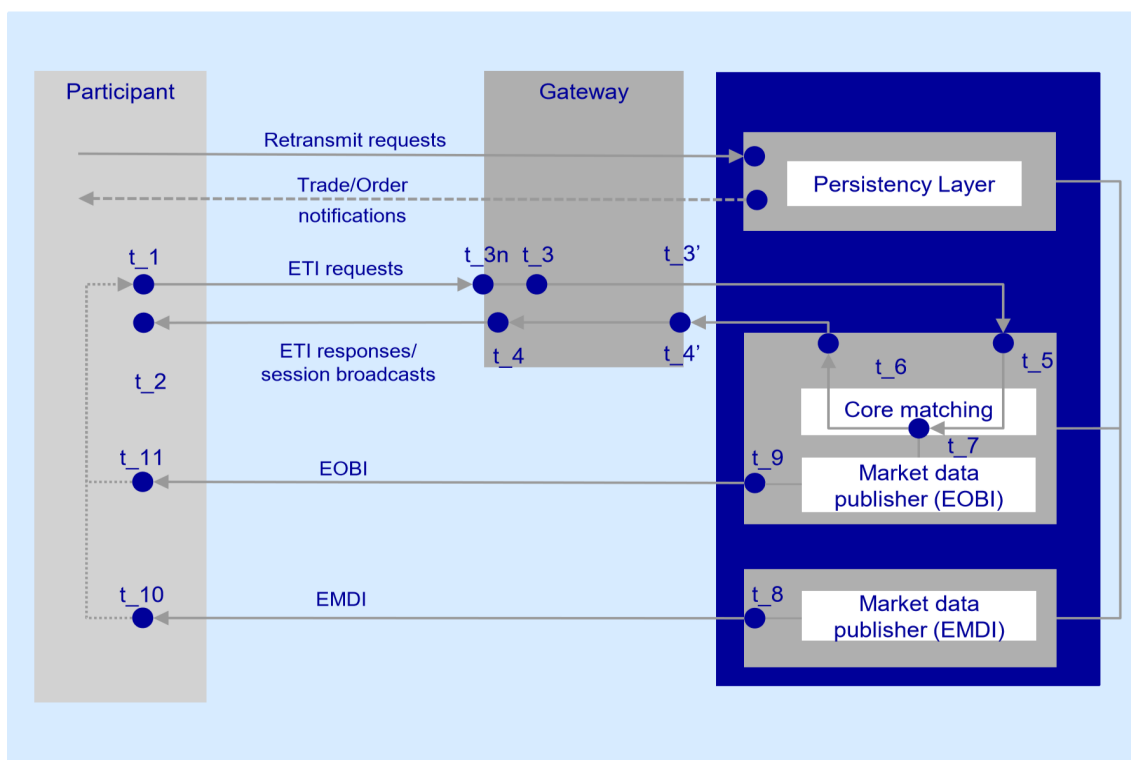 Participant
Gateway
Retransmit requests
Persistency Layer
Trade/Order
notifications
t_1
t_3n
t_3
t_3’
ETI requests
ETI responses/
session broadcasts
t_4
t_4’
t_6
t_5
t_2
Core matching
t_7
t_11
EOBI
t_9
Market data
publisher (EOBI)
t_10
EMDI
t_8
Market data
publisher (EMDI)